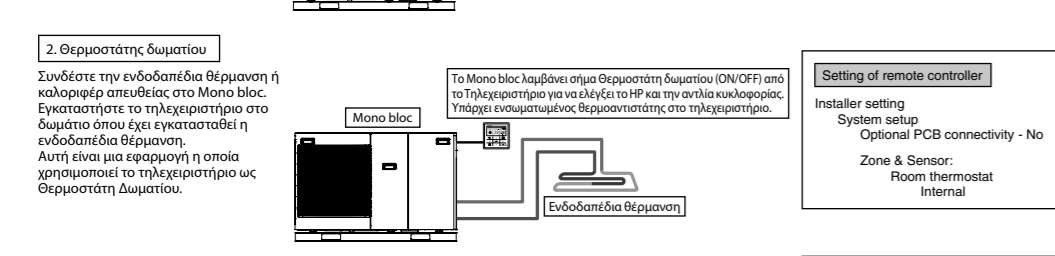 2. Θερμοστάτης δωματίου
Συνδέστε την ενδοδαπέδια θέρμανση ή
καλοριφέρ απευθείας στο Mono bloc.
Εγκαταστήστε το τηλεχειριστήριο στο
δωμάτιο όπου έχει εγκατασταθεί η
ενδοδαπέδια θέρμανση.
Αυτή είναι μια εφαρμογή η οποία
χρησιμοποιεί το τηλεχειριστήριο ως
Θερμοστάτη Δωματίου.
Mono bloc
Το Mono bloc λαμβάνει σήμα Θερμοστάτη δωματίου (ON/OFF) από
το Τηλεχειριστήριο για να ελέγξει το HP και την αντλία κυκλοφορίας.
Υπάρχει ενσωματωμένος θερμοαντιστάτης στο τηλεχειριστήριο.
Ενδοδαπέδια θέρμανση
Setting of remote controller
Installer setting
System setup
Optional PCB connectivity - No
Zone & Sensor:
Room thermostat
Internal